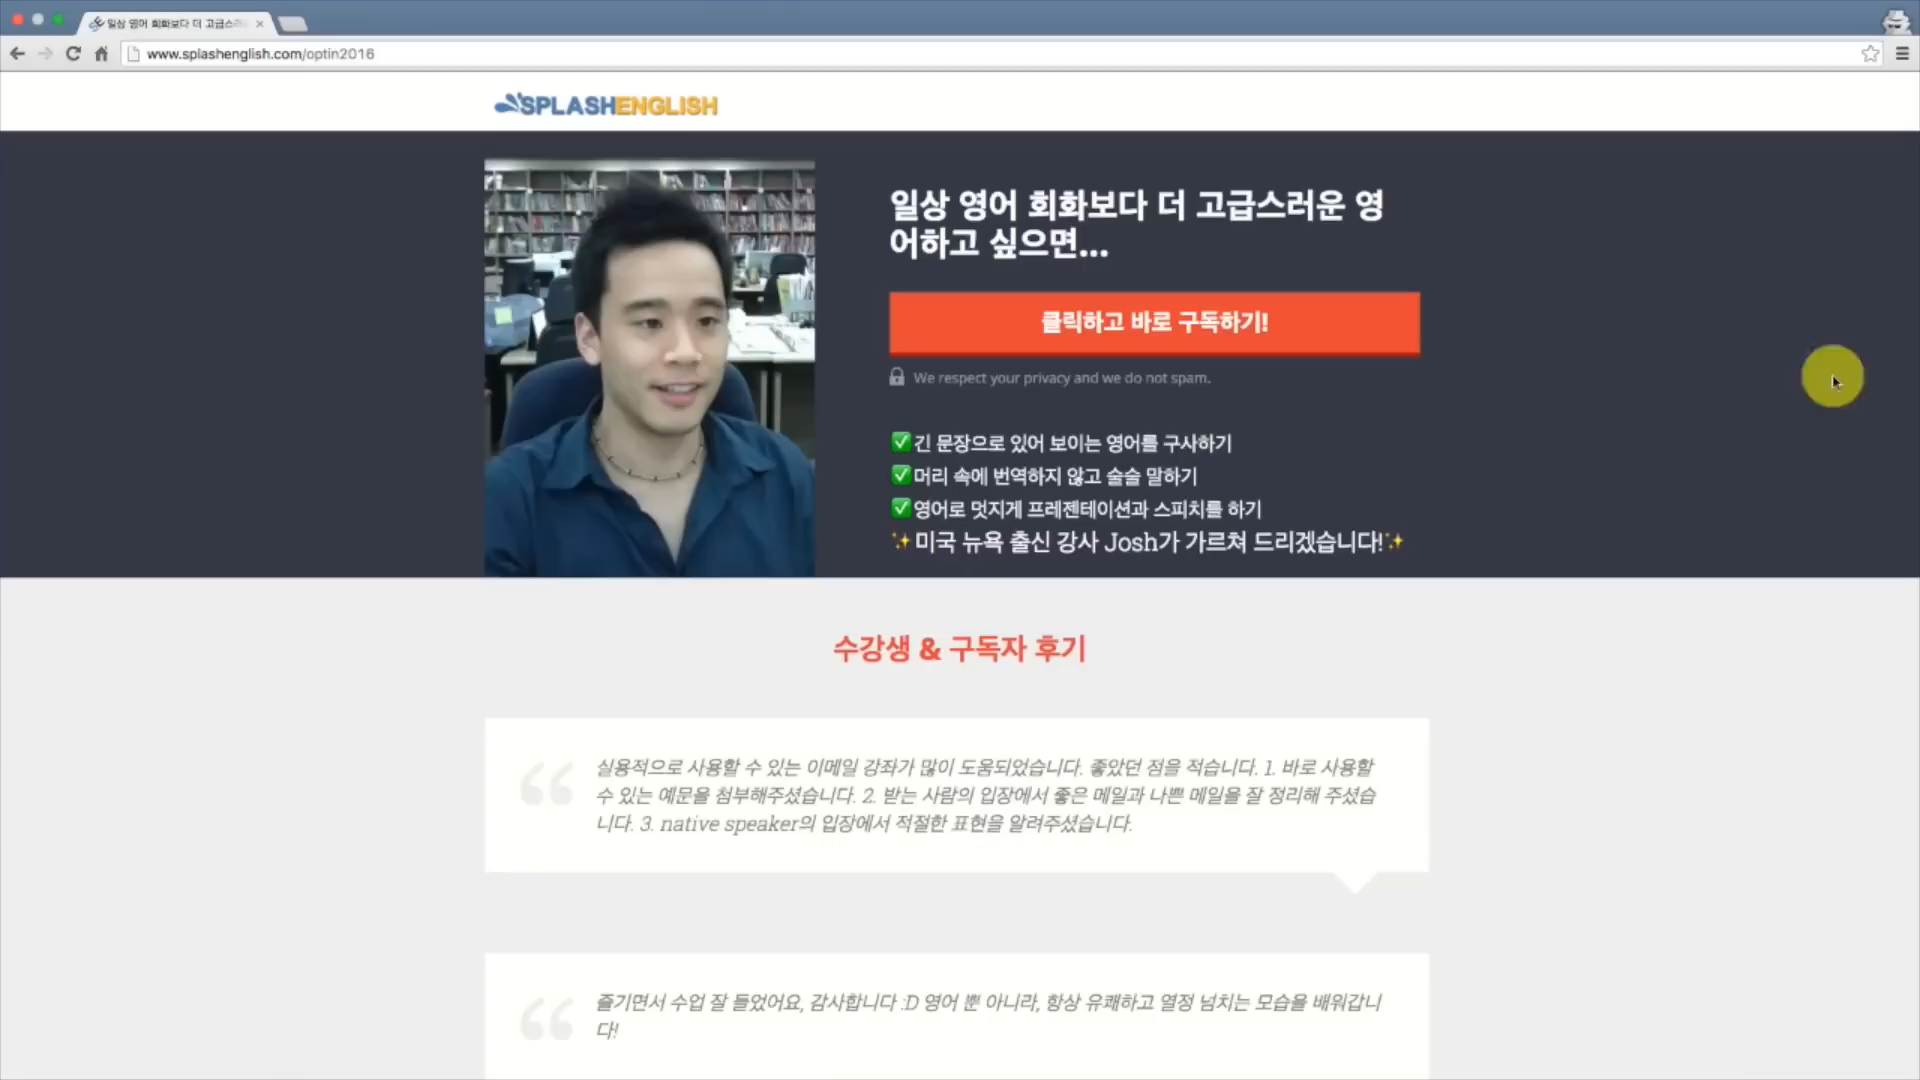 일상 영어 회화보다 더 고급스러
www.splashenglish.com/optin2016
SPLASHENGLISH
일상 영어 회화보다 더 고급스러운 영
어하고 싶으면...
클릭하고 바로 구독하기!
We respect your privacy and we do not spam.
✅긴 문장으로 있어 보이는 영어를 구사하기
✅머리 속에 번역하지 않고 술술 말하기
✅영어로 멋지게 프레젠테이션과 스피치를 하기
✨미국 뉴욕 출신 강사 Josh가 가르쳐 드리겠습니다!✨
수강생 & 구독자 후기
실용적으로 사용할 수 있는 이메일 강좌가 많이 도움되었습니다. 좋았던 점을 적습니다. 1. 바로 사용할
수 있는 예문을 첨부해주셨습니다. 2. 받는 사람의 입장에서 좋은 메일과 나쁜 메일을 잘 정리해 주셨습
니다. 3. native speaker의 입장에서 적절한 표현을 알려주셨습니다.
즐기면서 수업 잘 들었어요, 감사합니다 :D 영어 뿐 아니라, 항상 유쾌하고 열정 넘치는 모습을 배워갑니
다!